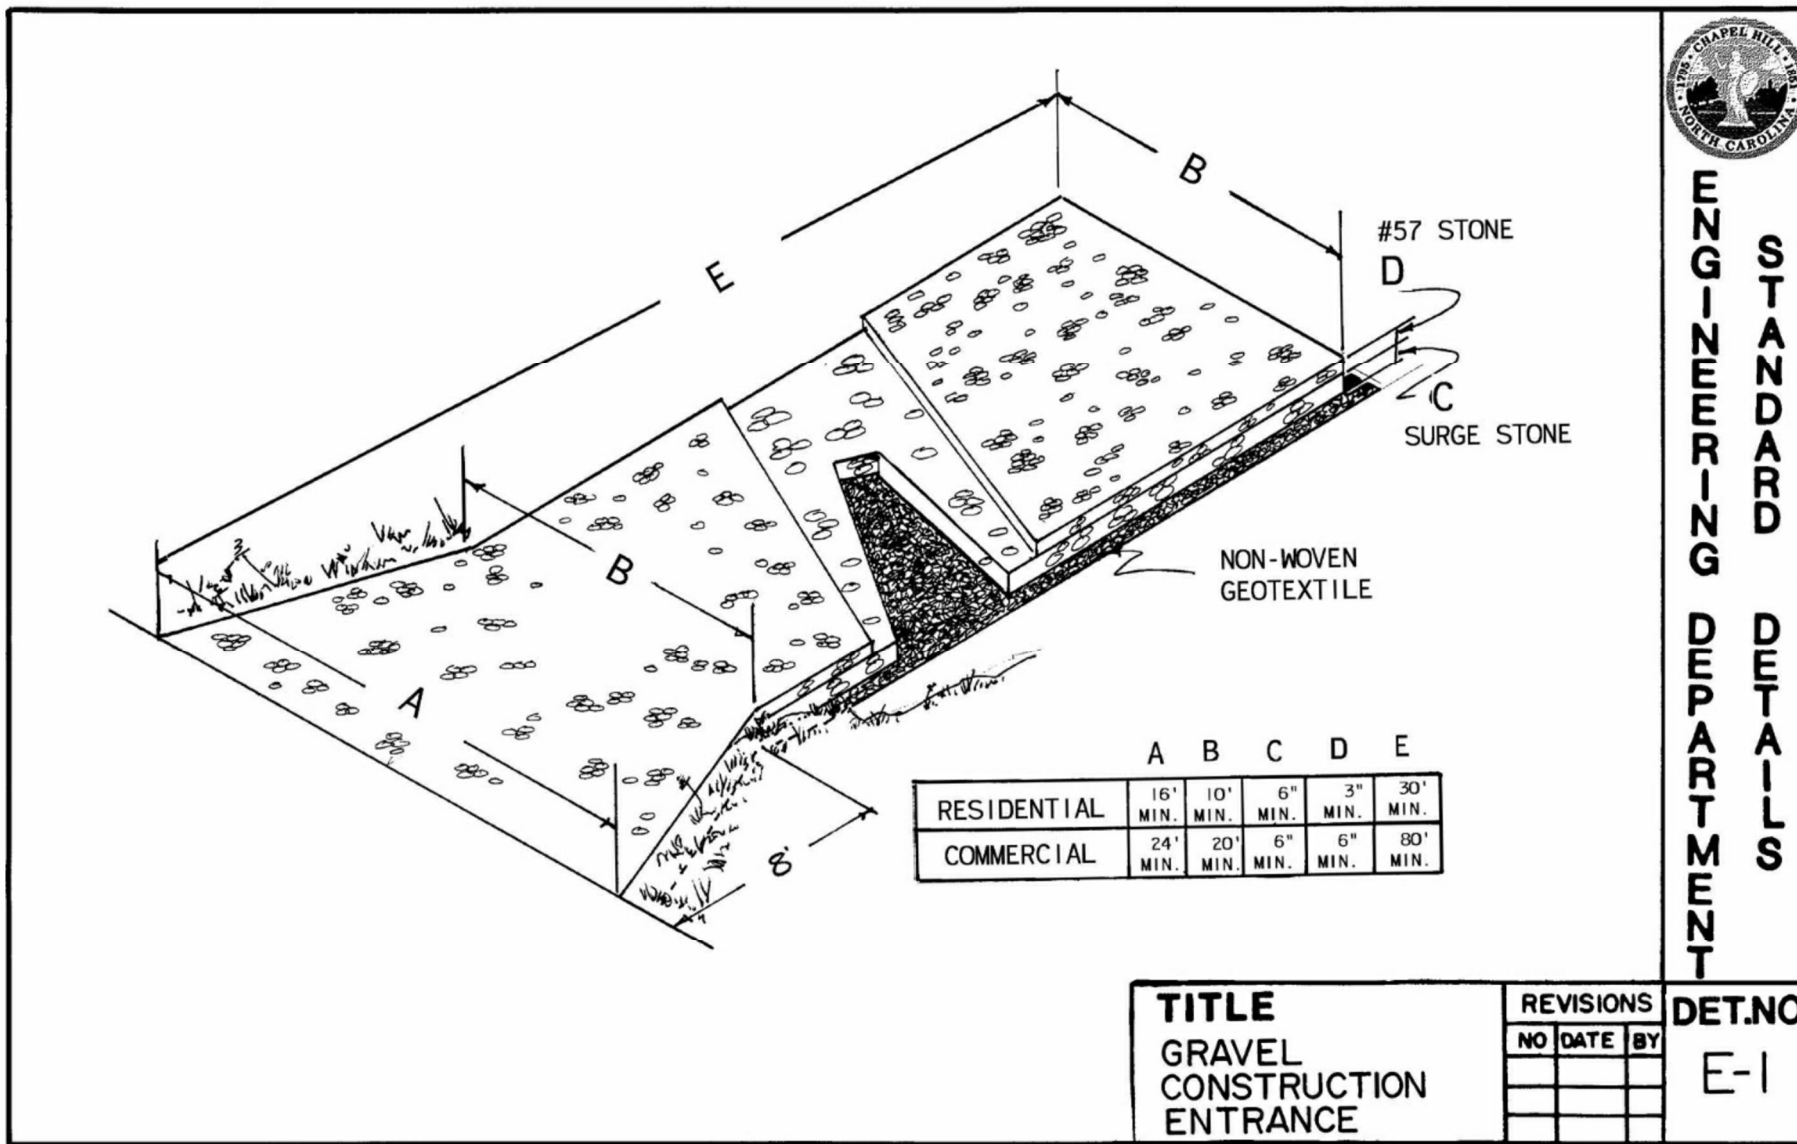 E
B
#57 STONE
D
C
SURGE STONE
NON-WOVEN
GEOTEXTILE
B
A
8'
A B C D E
RESIDENTIAL 16' MIN. 10' MIN. 6" MIN. 3" MIN. 30' MIN.
COMMERCIAL 24' MIN. 20' MIN. 6" MIN. 6" MIN. 80' MIN.
CHAPEL HILL
1795 1851
NORTH CAROLINA
ENGINEERING DEPARTMENT
STANDARD DETAILS
TITLE
GRAVEL
CONSTRUCTION
ENTRANCE
REVISIONS
NO DATE BY
DET.NO
E-1